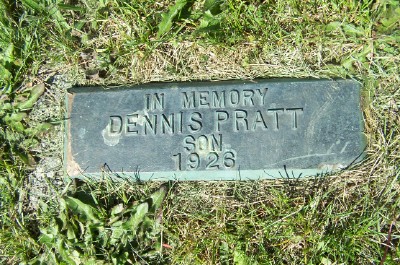 IN MEMORY
DENNIS PRATT
SON
1926